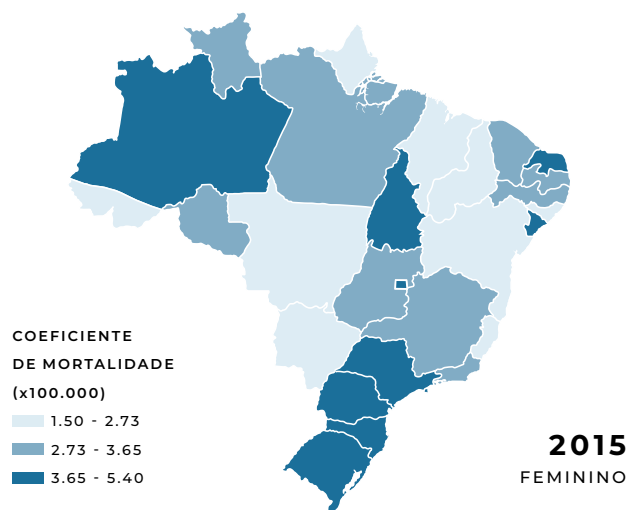 COEFICIENTE
DE MORTALIDADE
(x100.000)
1.50 - 2.73
2.73 - 3.65
3.65 - 5.40
2015
FEMININO